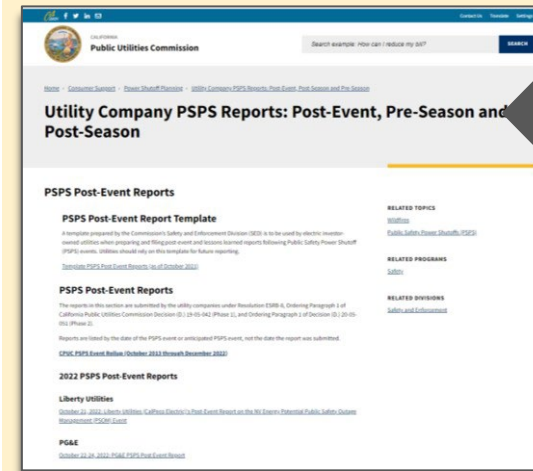 Contact Us Translate Settings
CALIFORNIA
Public Utilities Commission
Search example: How can I reduce my bill?
SEARCH
Home Consumer Support Power Shutoff Planning Utility Company PSPS Reports: Post-Event, Post-Season and Pre-Season
Utility Company PSPS Reports: Post-Event, Pre-Season and
Post-Season
PSPS Post-Event Reports
PSPS Post-Event Report Template
A template prepared by the Commission's Safety and Enforcement Division (SED) is to be used by electric investor-
owned utilities when preparing and filing post-event and lessons learned reports following Public Safety Power Shutoff
(PSPS) events. Utilities should rely on this template for future reporting.
Template PSPS Post Event Reports (as of October 2022)
PSPS Post-Event Reports
The reports in this section are submitted by the utility companies under Resolution ESRB-8, Ordering Paragraph 1 of
California Public Utilities Commission Decision (D.) 19-05-042 (Phase 1), and Ordering Paragraph 1 of Decision (D.) 20-05-
051 (Phase 2).
Reports are listed by the date of the PSPS event or anticipated PSPS event, not the date the report was submitted.
CPUC PSPS Event Rollup (October 2013 through December 2022)
2022 PSPS Post-Event Reports
Liberty Utilities
October 22, 2022: Liberty Utilities (CalPeco Electric)'s Post-Event Report on the NV Energy Potential Public Safety Outage
Management (PSOM) Event
PG&E
October 22-24, 2022: PG&E PSPS Post Event Report
RELATED TOPICS
Wildfires
Public Safety Power Shutoffs (PSPS)
RELATED PROGRAMS
Safety
RELATED DIVISIONS
Safety and Enforcement